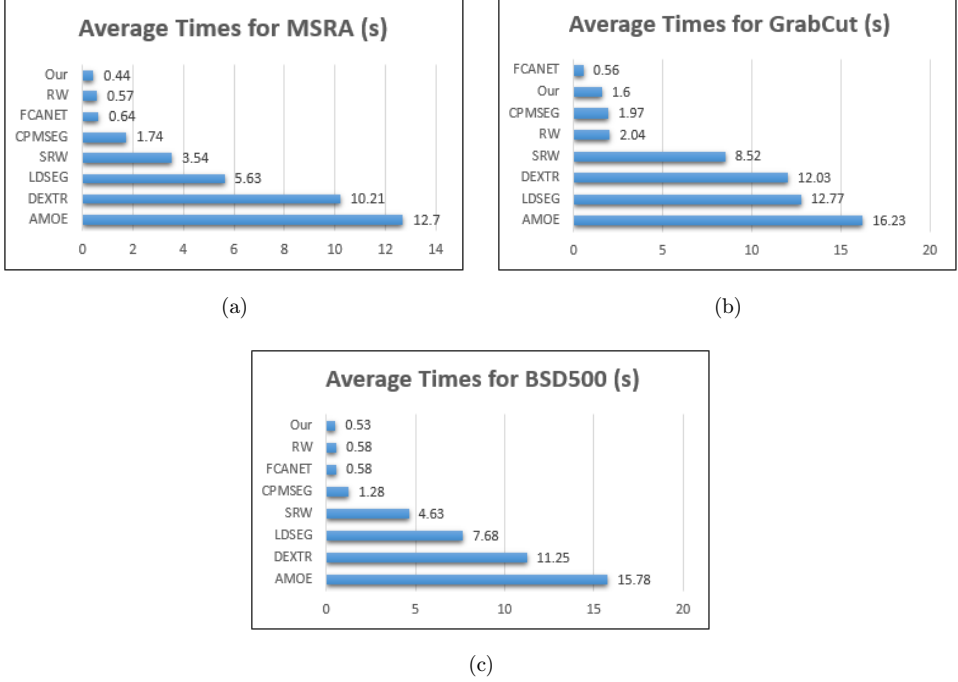 Average Times for MSRA (s)
Our 0.44
RW 0.57
FCANET 0.64
CPMSEG 1.74
SRW 3.54
LDSEG 5.63
DEXTR 10.21
AMOE 12.7
0 2 4 6 8 10 12 14
(a)
Average Times for GrabCut (s)
FCANET 0.56
Our 1.6
CPMSEG 1.97
RW 2.04
SRW 8.52
DEXTR 12.03
LDSEG 12.77
AMOE 16.23
0 5 10 15 20
(b)
Average Times for BSD500 (s)
Our 0.53
RW 0.58
FCANET 0.58
CPMSEG 1.28
SRW 4.63
LDSEG 7.68
DEXTR 11.25
AMOE 15.78
0 5 10 15 20
(c)